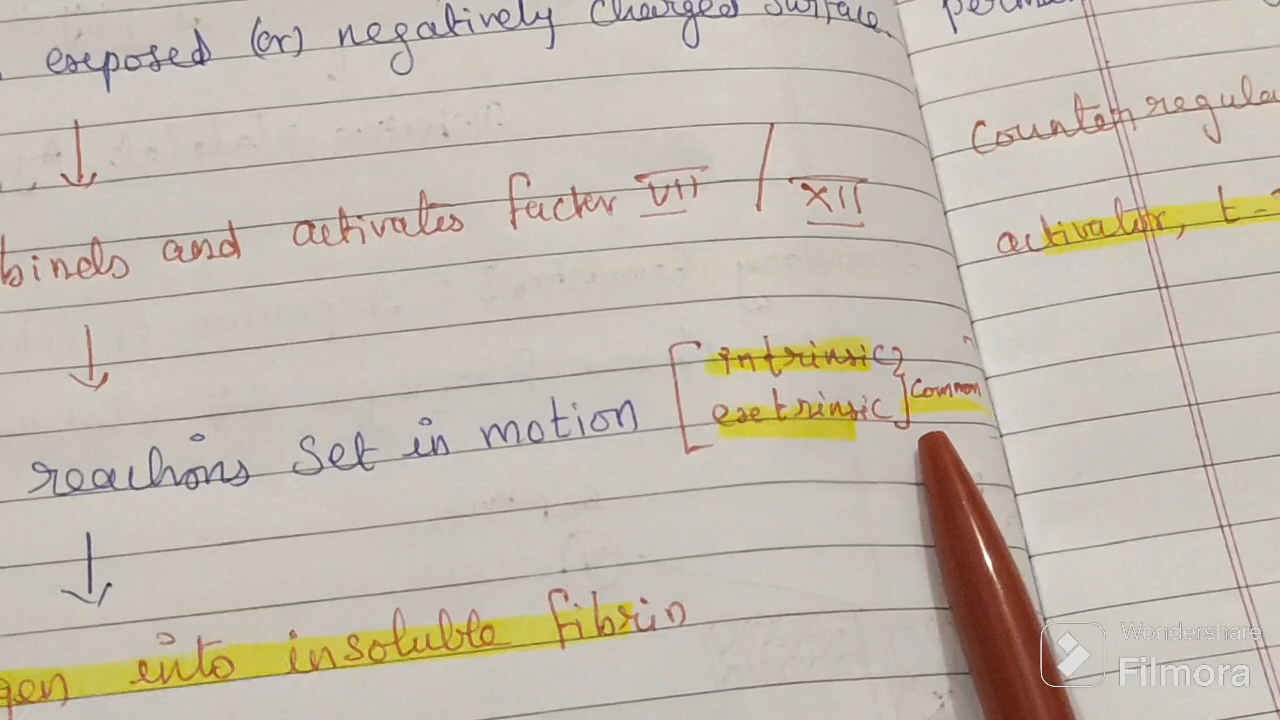 exposed (or) negatively charged surface
binds and activates factor VII / XII
reactions set in motion [ intrinsic
extrinsic ] Common
into insoluble fibrin
Counter regula
activator, t-
Wondershare
Filmora